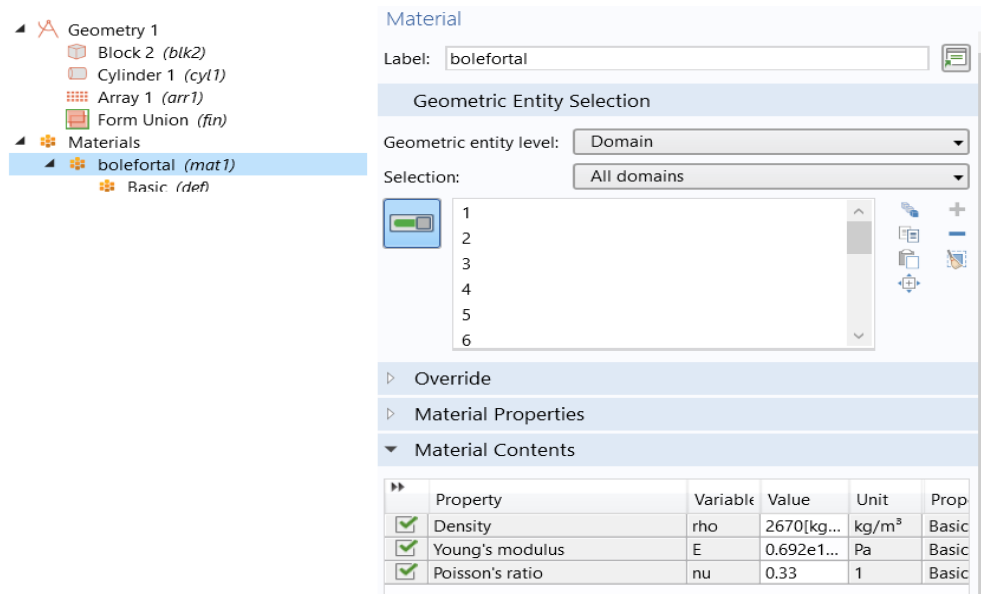 Geometry 1
Block 2 (blk2)
Cylinder 1 (cyl1)
Array 1 (arr1)
Form Union (fin)
Materials
bolefortal (mat1)
Basic (def)
Material
Label: bolefortal
Geometric Entity Selection
Geometric entity level: Domain
Selection: All domains
1
2
3
4
5
6
Override
Material Properties
Material Contents
Property Variable Value Unit Prop
Density rho 2670[kg... kg/m³ Basic
Young's modulus E 0.692e1... Pa Basic
Poisson's ratio nu 0.33 1 Basic